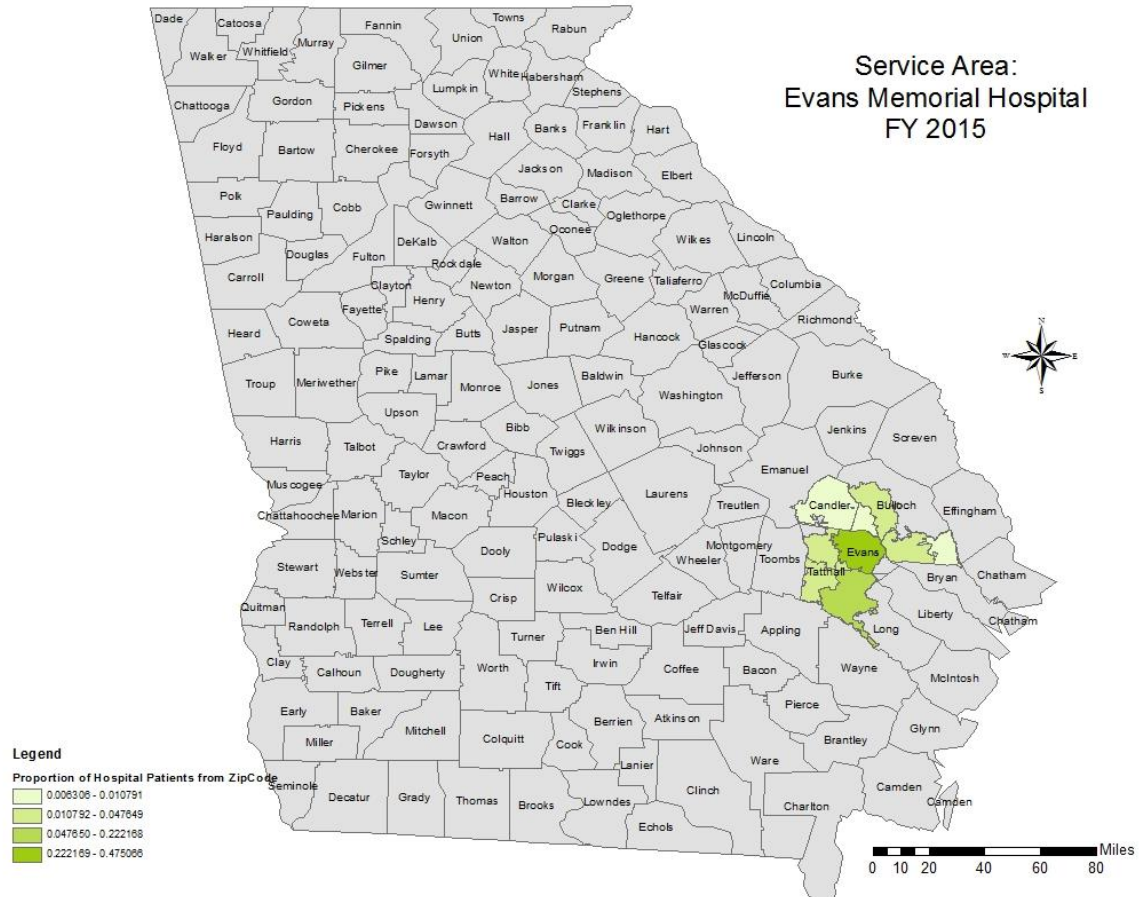 Service Area:
Evans Memorial Hospital
FY 2015
Dade
Catoosa
Fannin
Towns
Rabun
Walker
Whitfield
Murray
Union
Gilmer
White
Habersham
Lumpkin
Stephens
Chattooga
Gordon
Pickens
Dawson
Hall
Banks
Franklin
Hart
Floyd
Bartow
Cherokee
Forsyth
Jackson
Madison
Elbert
Polk
Paulding
Cobb
Gwinnett
Barrow
Clarke
Oconee
Oglethorpe
Haralson
Douglas
Fulton
DeKalb
Walton
Wilkes
Lincoln
Carroll
Clayton
Rockdale
Newton
Morgan
Greene
Taliaferro
McDuffie
Columbia
Fayette
Henry
Warren
Richmond
Heard
Coweta
Spalding
Butts
Jasper
Putnam
Hancock
Glascock
N
W
E
S
Troup
Meriwether
Pike
Lamar
Monroe
Jones
Baldwin
Washington
Jefferson
Burke
Upson
Bibb
Wilkinson
Jenkins
Screven
Harris
Talbot
Crawford
Twiggs
Johnson
Emanuel
Muscogee
Taylor
Peach
Houston
Laurens
Candler
Bulloch
Effingham
Chattahoochee
Marion
Macon
Bleckley
Treutlen
Schley
Pulaski
Dooly
Dodge
Montgomery
Toombs
Evans
Stewart
Webster
Sumter
Wheeler
Tattnall
Bryan
Chatham
Crisp
Wilcox
Telfair
Quitman
Randolph
Terrell
Lee
Turner
Ben Hill
Jeff Davis
Appling
Long
Liberty
Chatham
Clay
Calhoun
Dougherty
Worth
Irwin
Coffee
Bacon
Wayne
McIntosh
Tift
Early
Baker
Mitchell
Colquitt
Cook
Berrien
Atkinson
Pierce
Brantley
Glynn
Miller
Lanier
Ware
Seminole
Decatur
Grady
Thomas
Brooks
Lowndes
Clinch
Echols
Charlton
Camden
Camden
Legend
Proportion of Hospital Patients from ZipCode
0.006306 - 0.010791
0.010792 - 0.047649
0.047650 - 0.222168
0.222169 - 0.475066
Miles
0 10 20 40 60 80